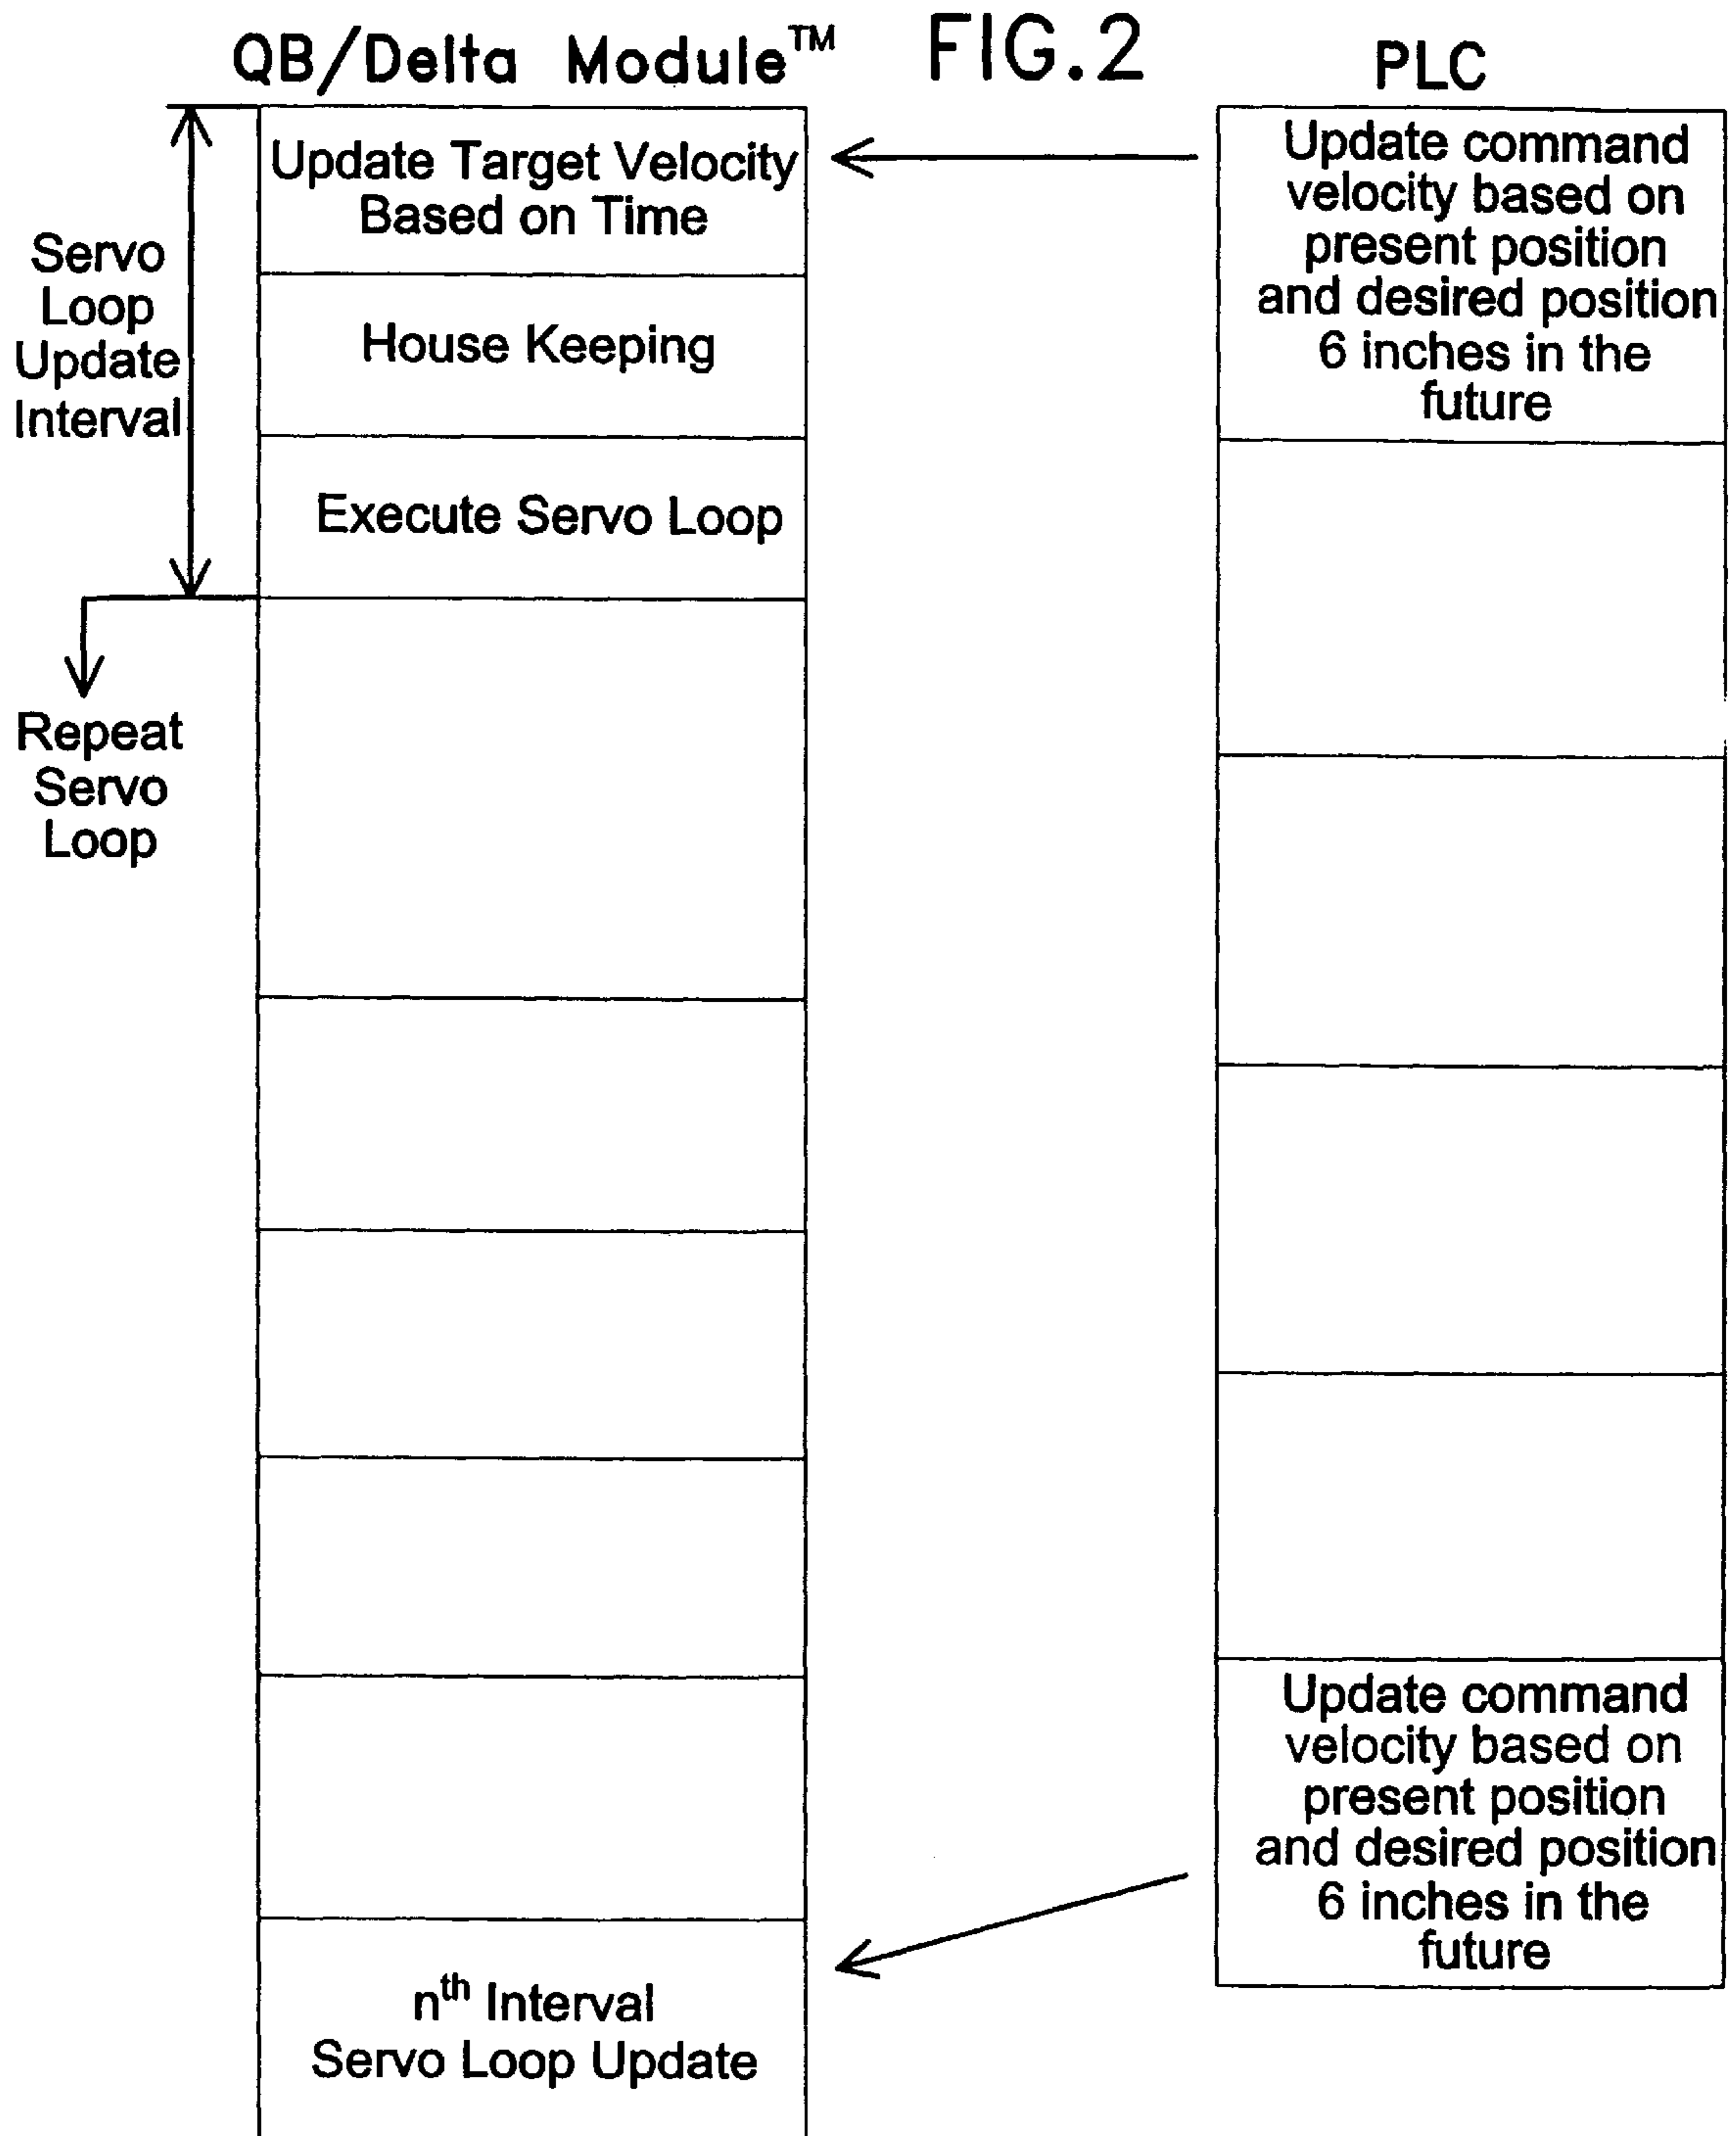 QB/Delta Module™
FIG.2
PLC
Update Target Velocity
Based on Time
House Keeping
Execute Servo Loop
Servo
Loop
Update
Interval
Repeat
Servo
Loop
Update command
velocity based on
present position
and desired position
6 inches in the
future
Update command
velocity based on
present position
and desired position
6 inches in the
future
nth Interval
Servo Loop Update